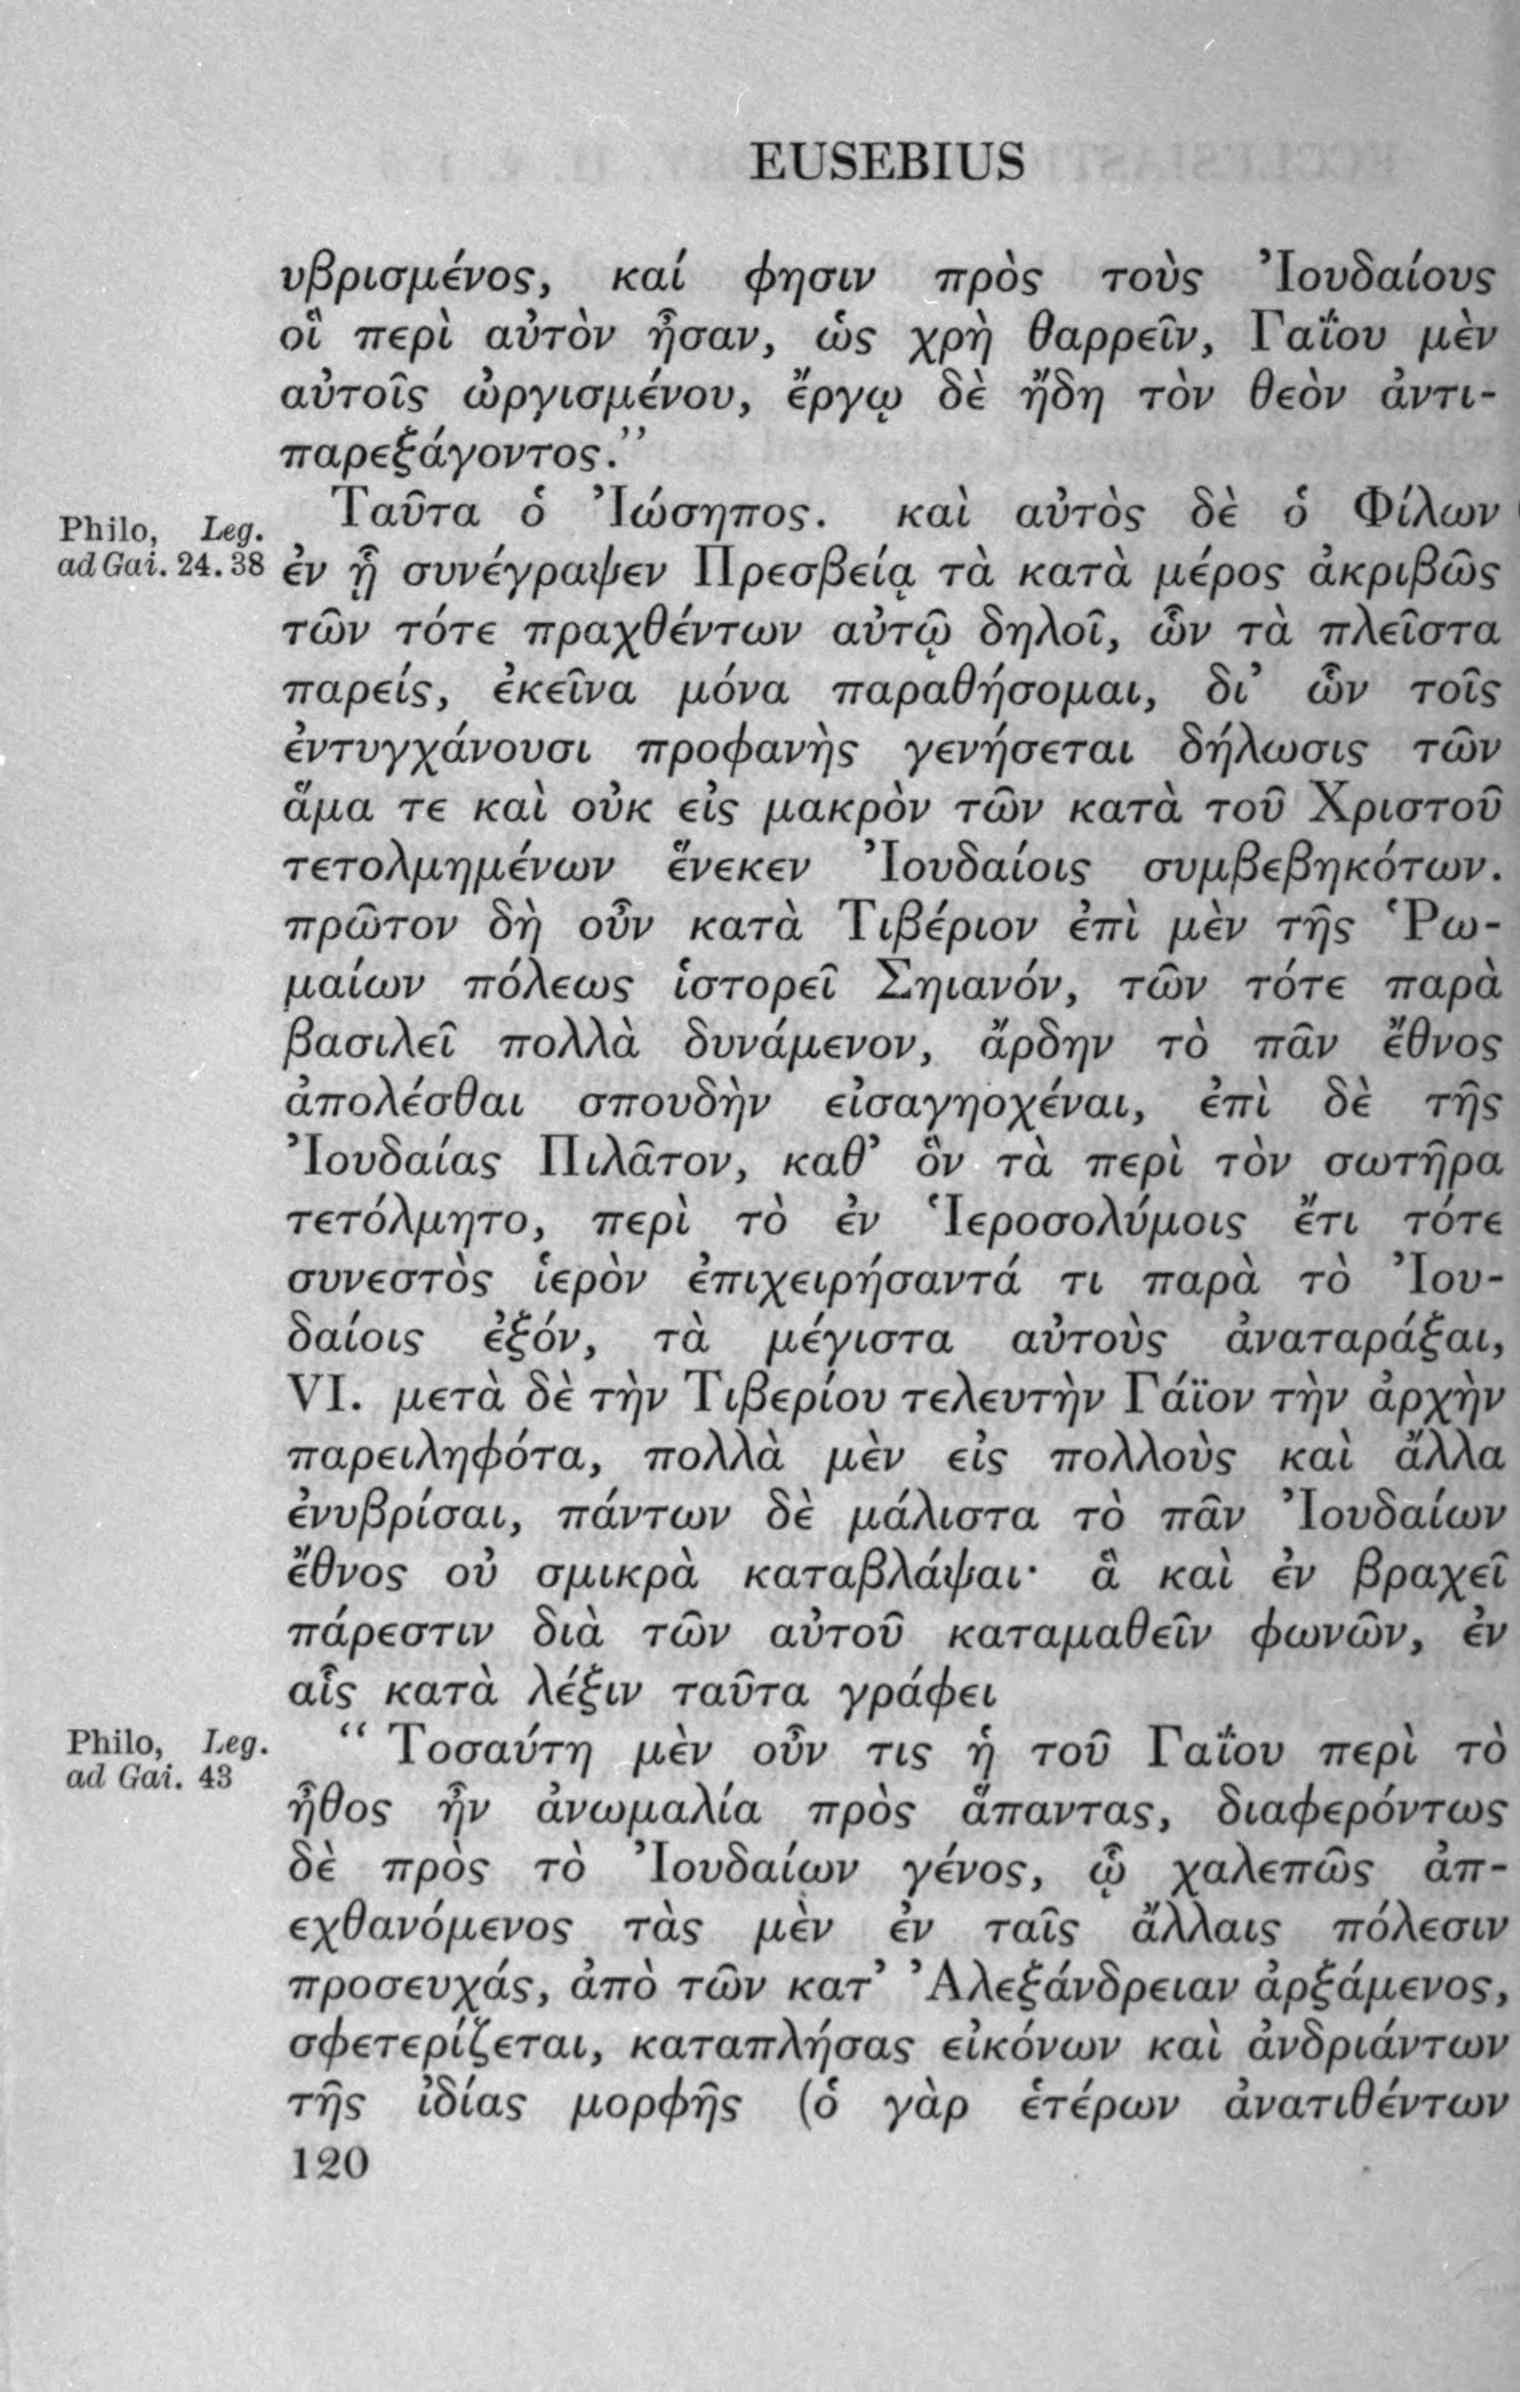 EUSEBIUS
υβρισμένος, καί φησιν πρὸς τοὺς Ἰουδαίους
οἳ περὶ αὐτὸν ἦσαν, ὡς χρὴ θαρρεῖν, Γαΐου μὲν
αὐτοῖς ὠργισμένου, ἔργῳ δὲ ἤδη τὸν θεὸν ἀντι-
παρεξάγοντος.”
Ταῦτα ὁ Ἰώσηπος. καὶ αὐτὸς δὲ ὁ Φίλων
Philo, Leg.
ad Gai. 24. 38
ἐν ᾗ συνέγραψεν Πρεσβείᾳ τὰ κατὰ μέρος ἀκριβῶς
τῶν τότε πραχθέντων αὐτῷ δηλοῖ, ὧν τὰ πλεῖστα
παρείς, ἐκεῖνα μόνα παραθήσομαι, δι’ ὧν τοῖς
ἐντυγχάνουσι προφανὴς γενήσεται δήλωσις τῶν
ἅμα τε καὶ οὐκ εἰς μακρὸν τῶν κατὰ τοῦ Χριστοῦ
τετολμημένων ἕνεκεν Ἰουδαίοις συμβεβηκότων.
πρῶτον δὴ οὖν κατὰ Τιβέριον ἐπὶ μὲν τῆς Ῥω-
μαίων πόλεως ἱστορεῖ Σηιανόν, τῶν τότε παρὰ
βασιλεῖ πολλὰ δυνάμενον, ἄρδην τὸ πᾶν ἔθνος
ἀπολέσθαι σπουδὴν εἰσαγηοχέναι, ἐπὶ δὲ τῆς
Ἰουδαίας Πιλᾶτον, καθ’ ὃν τὰ περὶ τὸν σωτῆρα
τετόλμητο, περὶ τὸ ἐν Ἱεροσολύμοις ἔτι τότε
συνεστὸς ἱερὸν ἐπιχειρήσαντά τι παρὰ τὸ Ἰου-
δαίοις ἐξόν, τὰ μέγιστα αὐτοὺς ἀναταράξαι,
VI. μετὰ δὲ τὴν Τιβερίου τελευτὴν Γάϊον τὴν ἀρχὴν
παρειληφότα, πολλὰ μὲν εἰς πολλοὺς καὶ ἄλλα
ἐνυβρίσαι, πάντων δὲ μάλιστα τὸ πᾶν Ἰουδαίων
ἔθνος οὐ σμικρὰ καταβλάψαι· ἃ καὶ ἐν βραχεῖ
πάρεστιν διὰ τῶν αὐτοῦ καταμαθεῖν φωνῶν, ἐν
αἷς κατὰ λέξιν ταῦτα γράφει
Philo, Leg.
ad Gai. 43
“ Τοσαύτη μὲν οὖν τις ἡ τοῦ Γαΐου περὶ τὸ
ἦθος ἦν ἀνωμαλία πρὸς ἅπαντας, διαφερόντως
δὲ πρὸς τὸ Ἰουδαίων γένος, ᾧ χαλεπῶς ἀπ-
εχθανόμενος τὰς μὲν ἐν ταῖς ἄλλαις πόλεσιν
προσευχάς, ἀπὸ τῶν κατ’ Ἀλεξάνδρειαν ἀρξάμενος,
σφετερίζεται, καταπλήσας εἰκόνων καὶ ἀνδριάντων
τῆς ἰδίας μορφῆς (ὁ γὰρ ἑτέρων ἀνατιθέντων
120